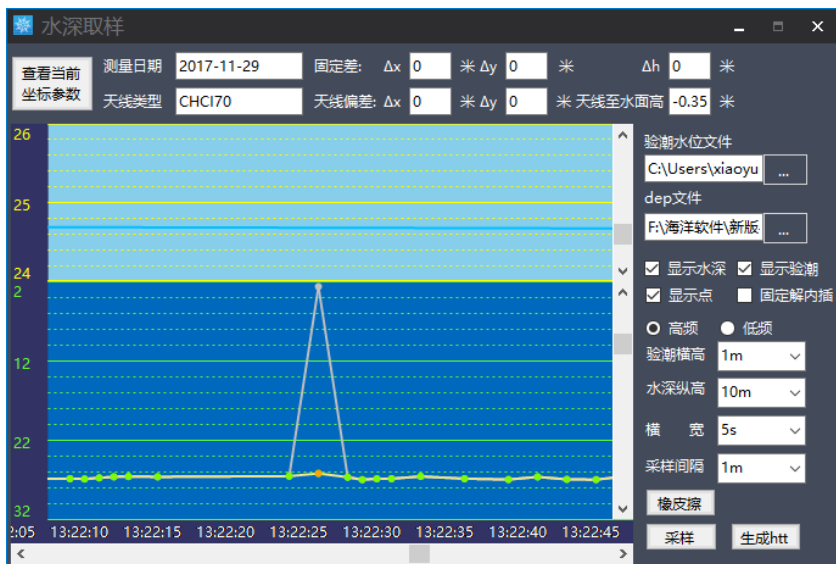 水深取样
查看当前
坐标参数
测量日期 2017-11-29 固定差: Δx 0 米 Δy 0 米 Δh 0 米
天线类型 CHCI70 天线偏差: Δx 0 米 Δy 0 米 天线至水面高 -0.35 米
26
25
24
2
12
22
32
2:05 13:22:10 13:22:15 13:22:20 13:22:25 13:22:30 13:22:35 13:22:40 13:22:45
验潮水位文件
C:\Users\xiaoyu ...
dep文件
F:\海洋软件\新版 ...
显示水深 显示验潮
显示点 固定解内插
高频 低频
验潮横高 1m
水深纵高 10m
横 宽 5s
采样间隔 1m
橡皮擦
采样 生成htt